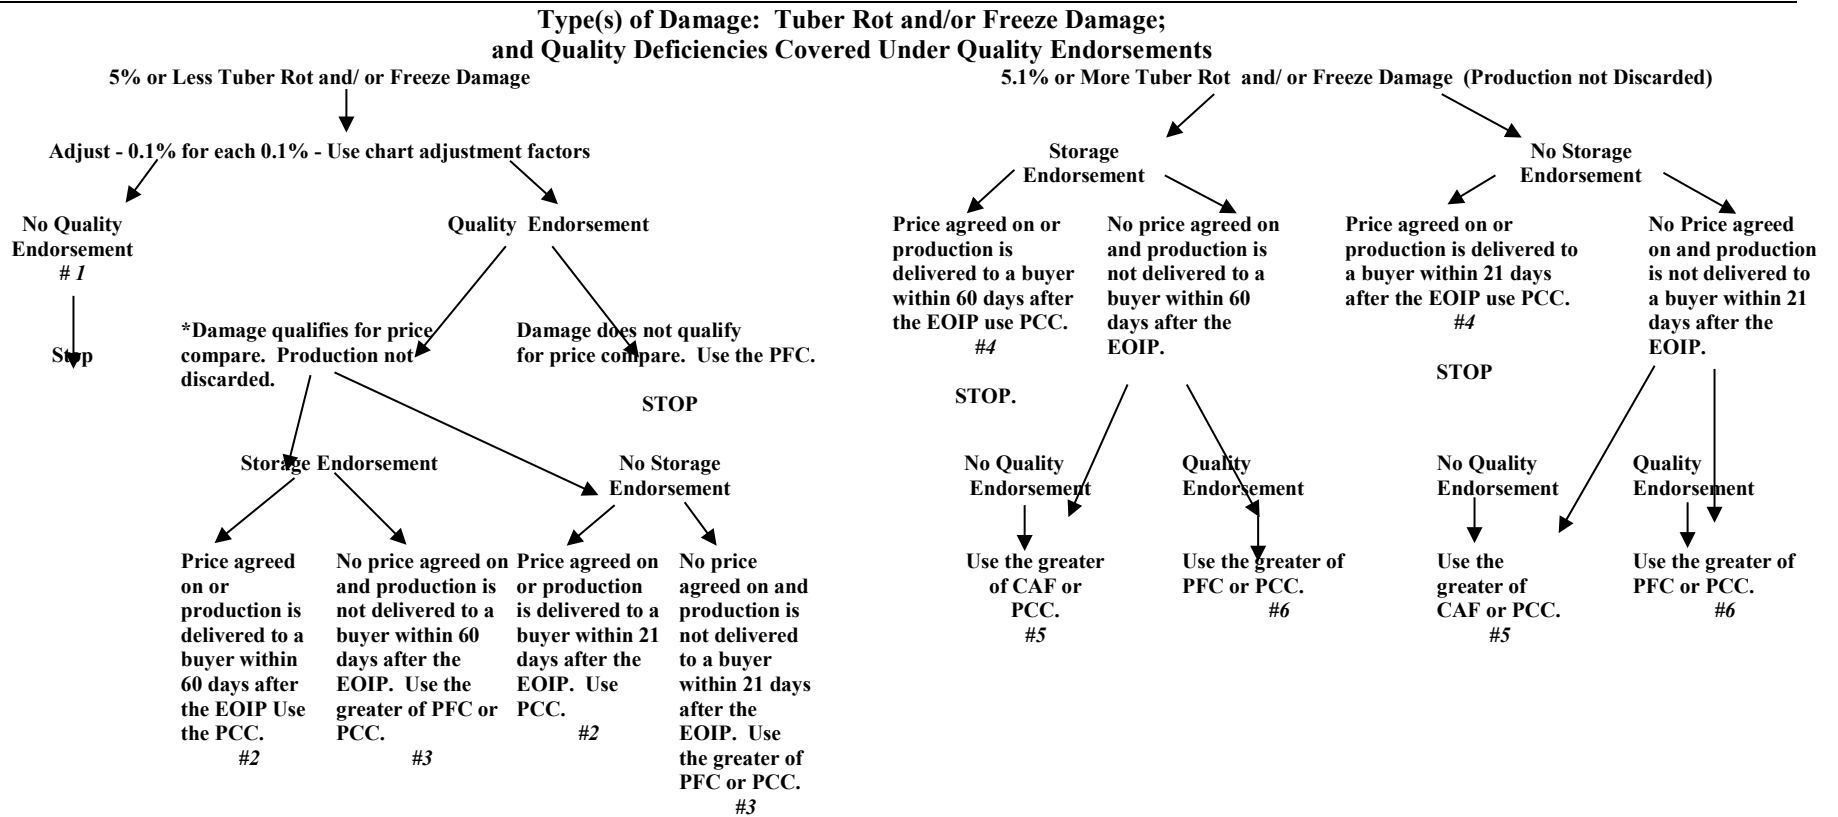 Type(s) of Damage:  Tuber Rot and/or Freeze Damage;
and Quality Deficiencies Covered Under Quality Endorsements
5% or Less Tuber Rot and/ or Freeze Damage
Adjust - 0.1% for each 0.1% - Use chart adjustment factors
No Quality
Endorsement
# 1
Stop
Quality  Endorsement
*Damage qualifies for price
compare.  Production not
discarded.
Damage does not qualify
for price compare.  Use the PFC.
STOP
Storage Endorsement
No Storage
Endorsement
Price agreed
on or
production is
delivered to a
buyer within
60 days after
the EOIP Use
the PCC.
#2
No price agreed on
and production is
not delivered to a
buyer within 60
days after the
EOIP.  Use the
greater of PFC or
PCC.
#3
Price agreed on
or production
is delivered to a
buyer within 21
days after the
EOIP.  Use
PCC.
#2
No price
agreed on and
production is
not delivered
to a buyer
within 21 days
after the
EOIP.  Use
the greater of
PFC or PCC.
#3
5.1% or More Tuber Rot  and/ or Freeze Damage  (Production not Discarded)
Storage
Endorsement
No Storage
Endorsement
Price agreed on or
production is
delivered to a buyer
within 60 days after
the EOIP use PCC.
#4
STOP.
No price agreed on
and production is
not delivered to a
buyer within 60
days after the
EOIP.
Price agreed on or
production is delivered to
a buyer within 21 days
after the EOIP use PCC.
#4
STOP
No Price agreed
on and production
is not delivered to
a buyer within 21
days after the
EOIP.
No Quality
Endorsement
Use the greater
of CAF or
PCC.
#5
Quality
Endorsement
Use the greater of
PFC or PCC.
#6
No Quality
Endorsement
Use the
greater of
CAF or PCC.
#5
Quality
Endorsement
Use the greater of
PFC or PCC.
#6